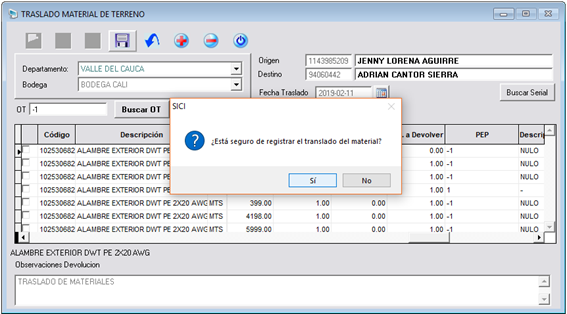 TRASLADO MATERIAL DE TERRENO
Departamento: VALLE DEL CAUCA
Bodega BODEGA CALI
Origen 1143985209 JENNY LORENA AGUIRRE
Destino 94060442 ADRIAN CANTOR SIERRA
Fecha Traslado 2019-02-11
Buscar Serial
OT -1 Buscar OT
SICI
¿Está seguro de registrar el translado del material?
Sí No
Código Descripción . a Devolver PEP Descri
102530682 ALAMBRE EXTERIOR DWT PE 0.00 -1 NULO
102530682 ALAMBRE EXTERIOR DWT PE 1.00 -1 NULO
102530682 ALAMBRE EXTERIOR DWT PE 1.00 -1 NULO
102530682 ALAMBRE EXTERIOR DWT PE 1.00 1 -
102530682 ALAMBRE EXTERIOR DWT PE 2X20 AWG MTS 399.00 1.00 0.00 1.00 -1 NULO
102530682 ALAMBRE EXTERIOR DWT PE 2X20 AWG MTS 4198.00 1.00 0.00 1.00 -1 NULO
102530682 ALAMBRE EXTERIOR DWT PE 2X20 AWG MTS 5999.00 1.00 0.00 1.00 -1 NULO
ALAMBRE EXTERIOR DWT PE 2X20 AWG
Observaciones Devolucion
TRASLADO DE MATERIALES